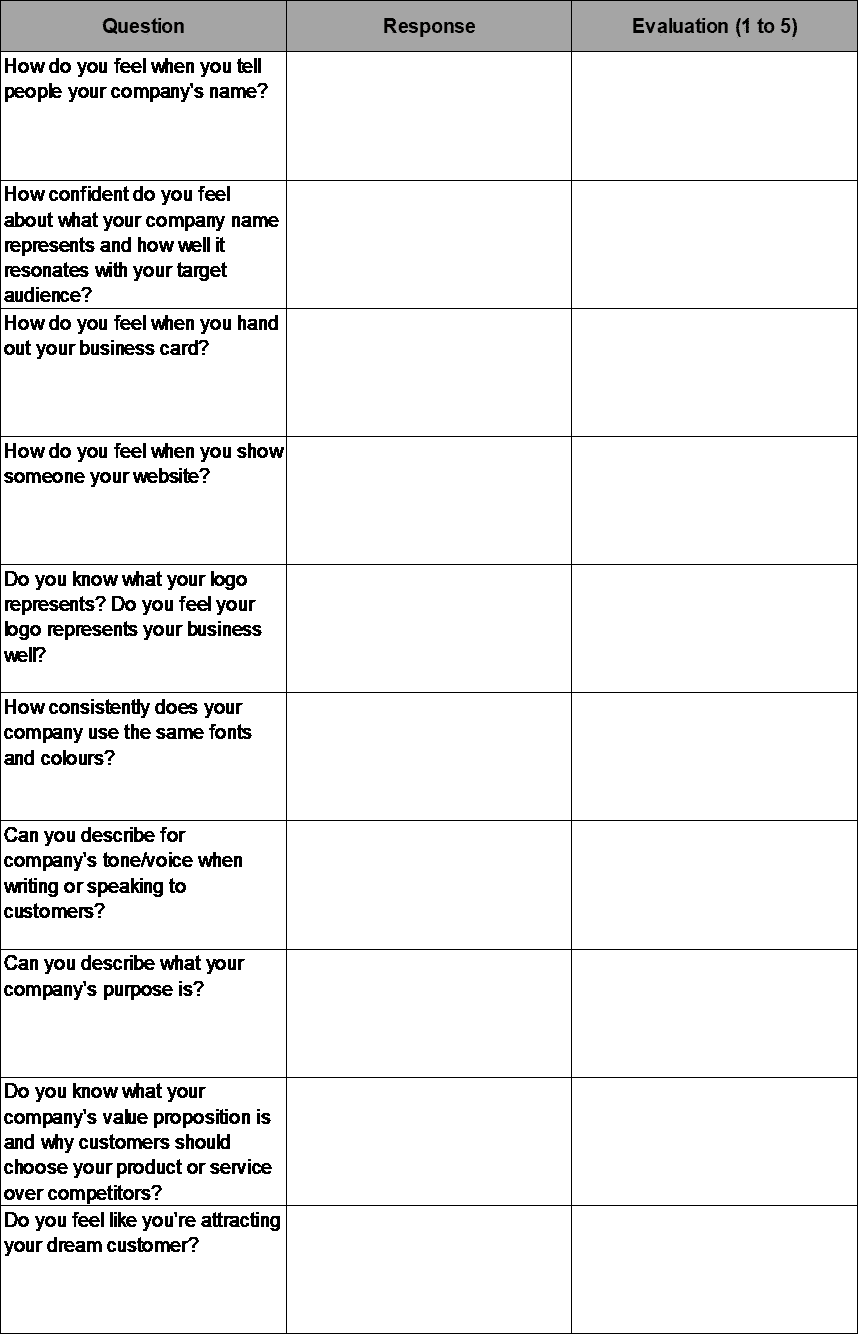 Question Response Evaluation (1 to 5)
How do you feel when you tell
people your company's name?
How confident do you feel
about what your company name
represents and how well it
resonates with your target
audience?
How do you feel when you hand
out your business card?
How do you feel when you show
someone your website?
Do you know what your logo
represents? Do you feel your
logo represents your business
well?
How consistently does your
company use the same fonts
and colours?
Can you describe for
company's tone/voice when
writing or speaking to
customers?
Can you describe what your
company's purpose is?
Do you know what your
company's value proposition is
and why customers should
choose your product or service
over competitors?
Do you feel like you're attracting
your dream customer?